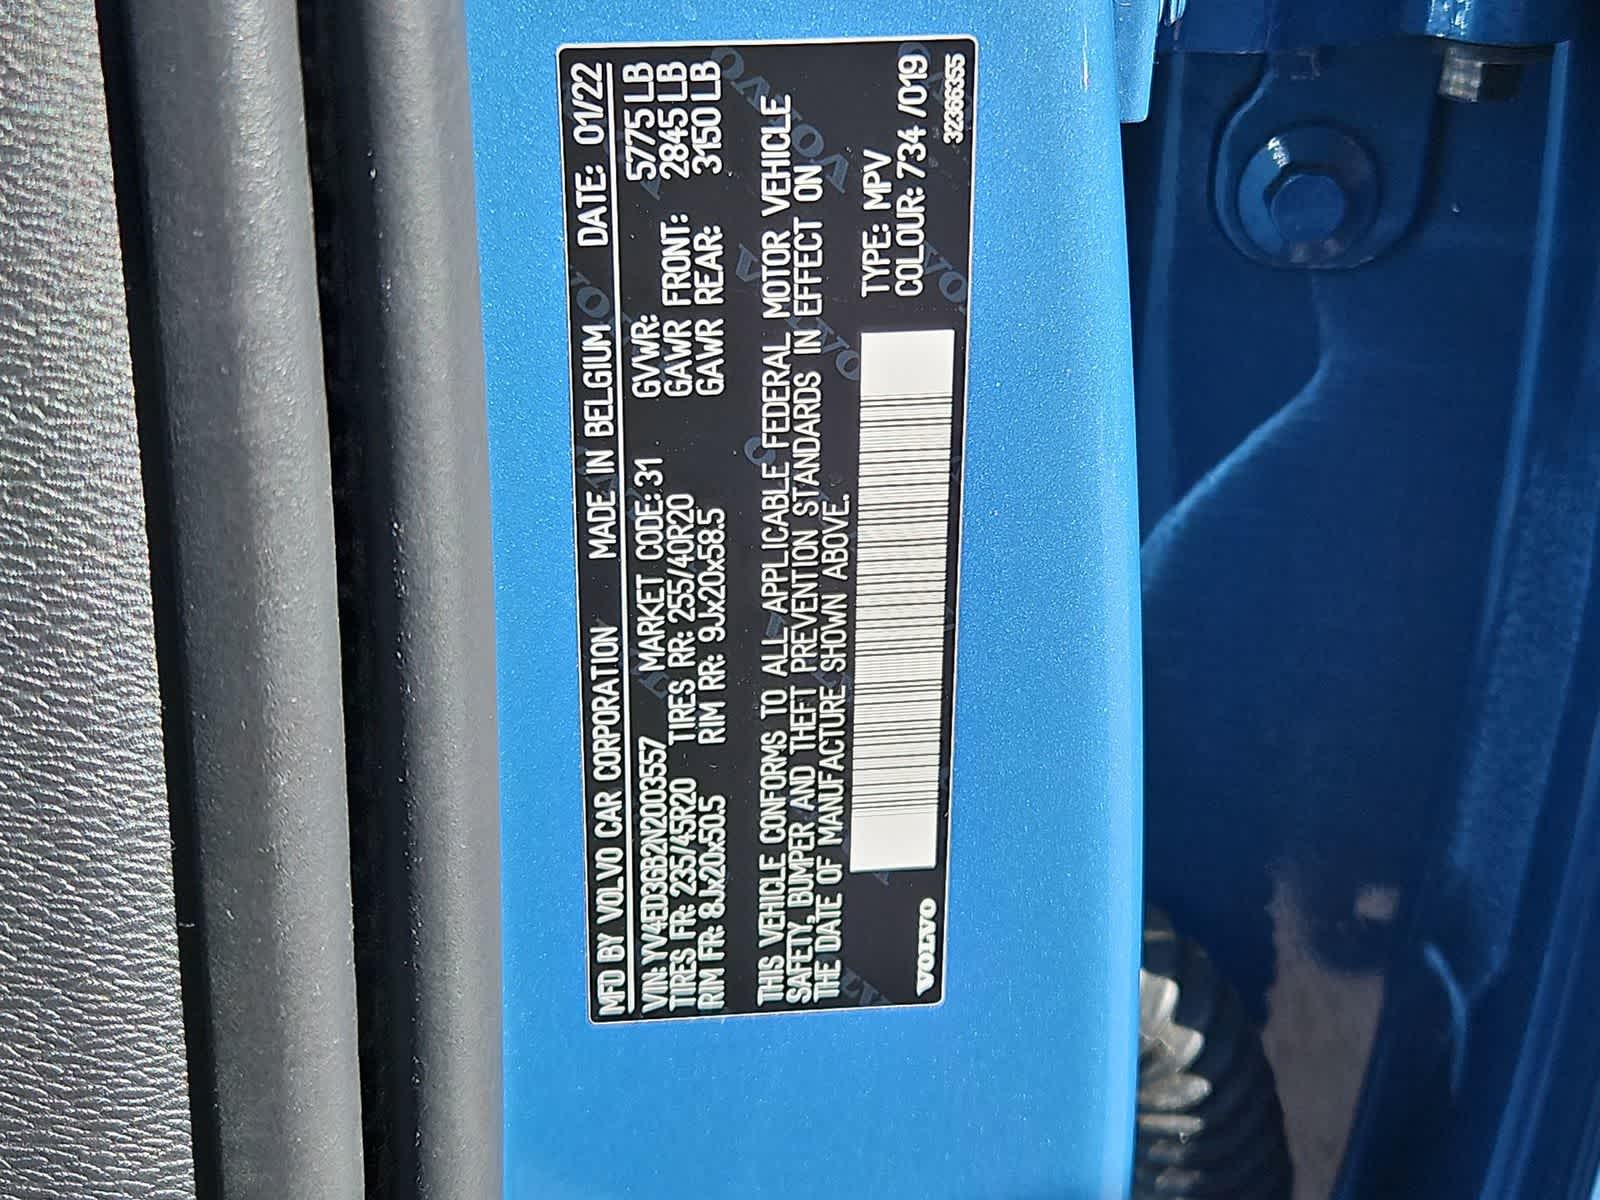 MFD BY VOLVO CAR CORPORATION MADE IN BELGIUM DATE: 01/22
VIN: YV4ED3GB2N2003557 MARKET CODE: 31 GVWR: 5775 LB
TIRES FR: 235/45R20 TIRES RR: 255/40R20 GAWR FRONT: 2845 LB
RIM FR: 8Jx20x50.5 RIM RR: 9Jx20x58.5 GAWR REAR: 3150 LB
THIS VEHICLE CONFORMS TO ALL APPLICABLE FEDERAL MOTOR VEHICLE
SAFETY, BUMPER AND THEFT PREVENTION STANDARDS IN EFFECT ON
THE DATE OF MANUFACTURE SHOWN ABOVE.
TYPE: MPV
COLOUR: 734 /019
VOLVO
32366355